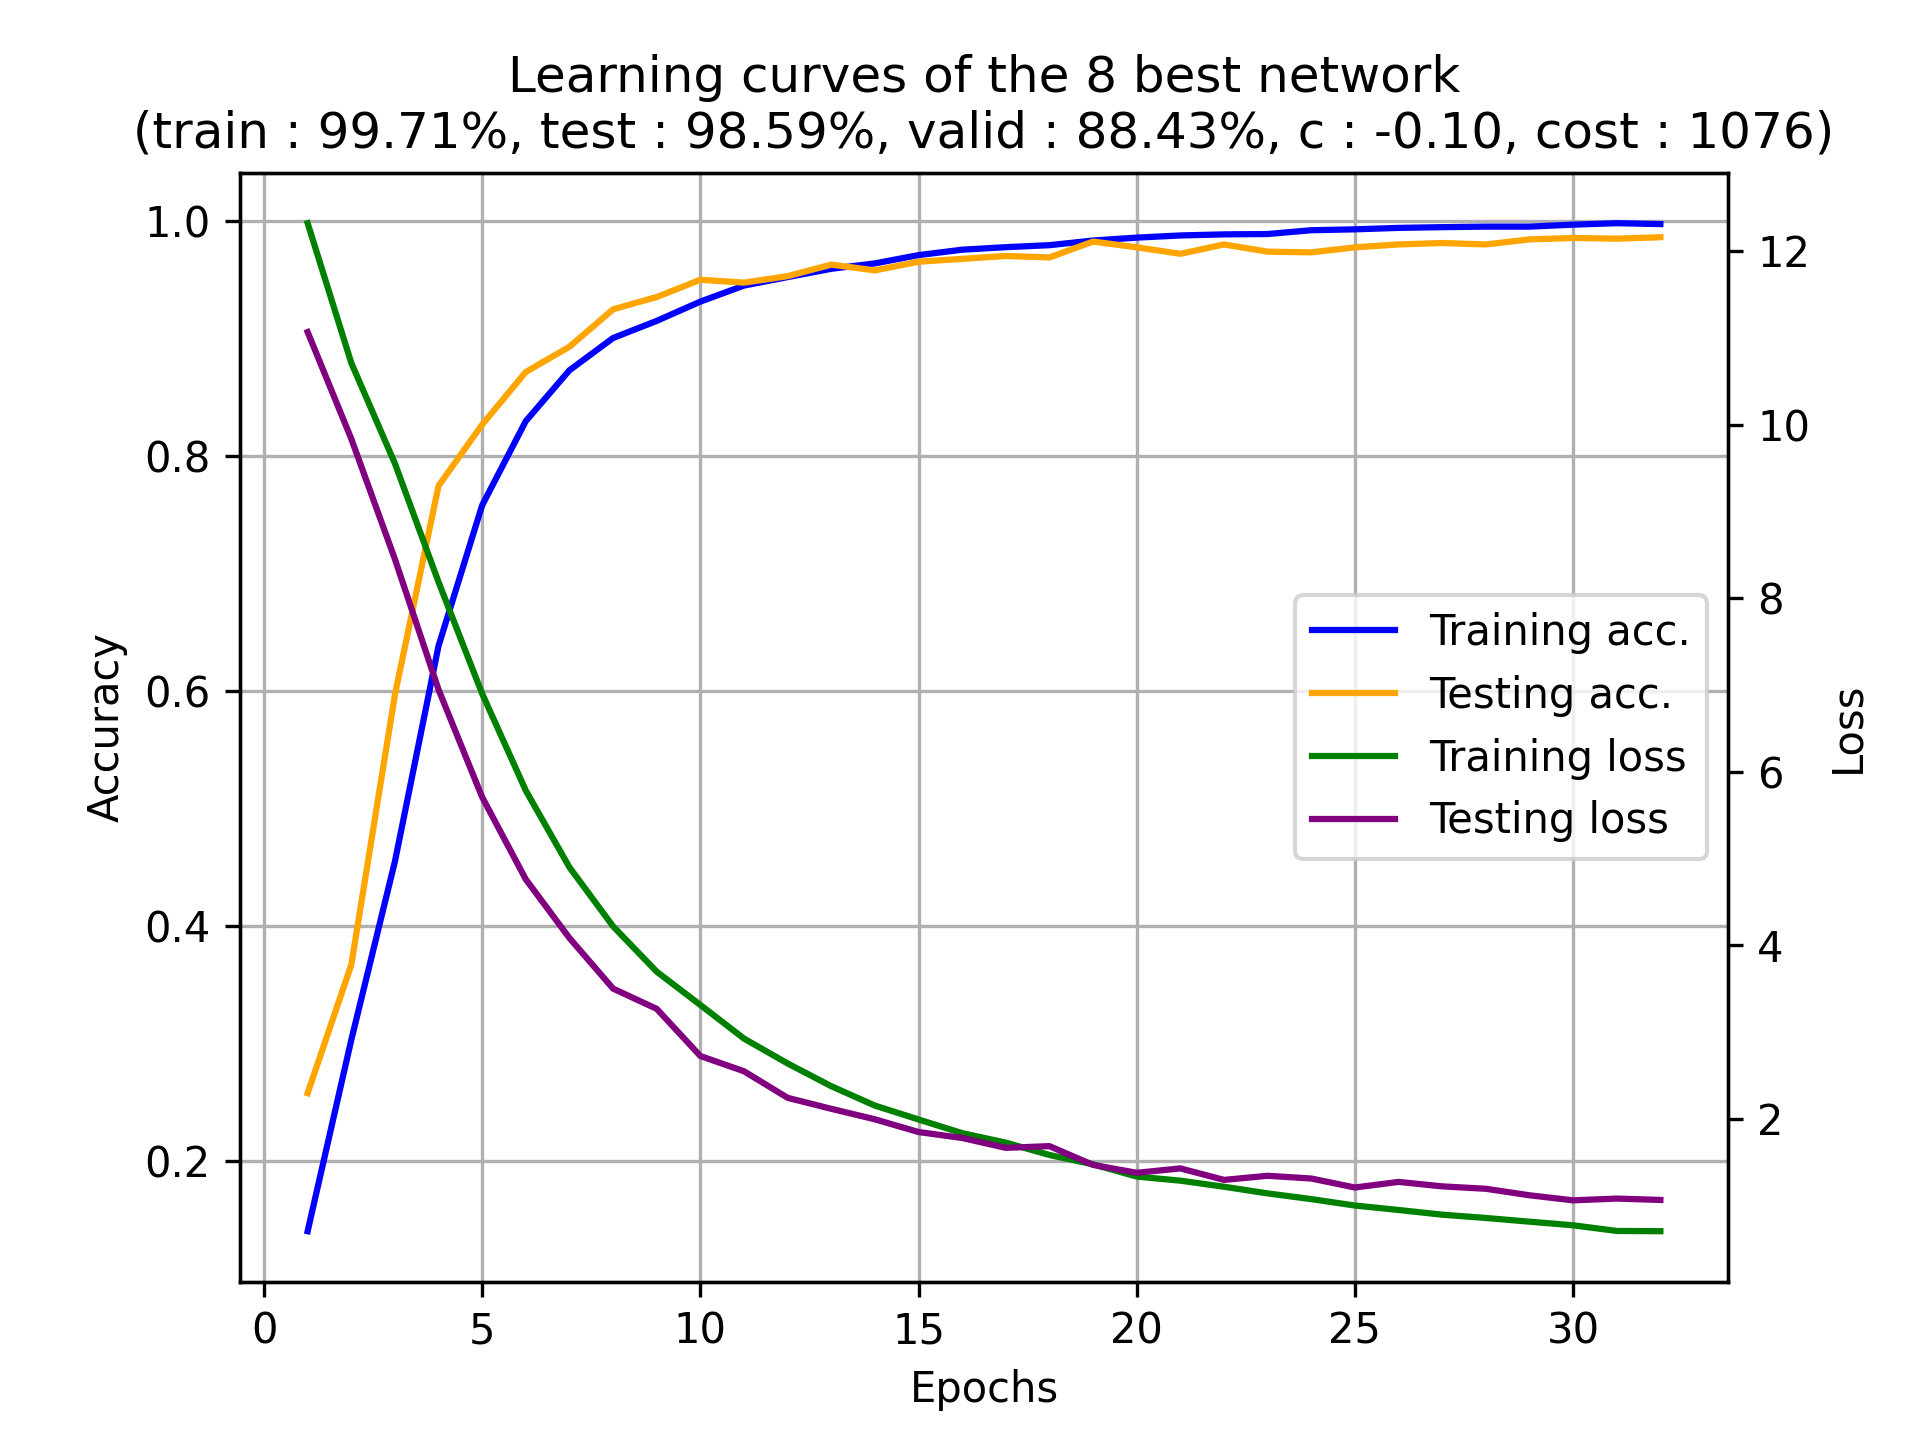 Learning curves of the 8 best network
(train : 99.71%, test : 98.59%, valid : 88.43%, c : -0.10, cost : 1076)
1.0
0.8
0.6
0.4
0.2
Accuracy
12
10
8
6
4
2
Loss
Training acc.
Testing acc.
Training loss
Testing loss
0 5 10 15 20 25 30
Epochs